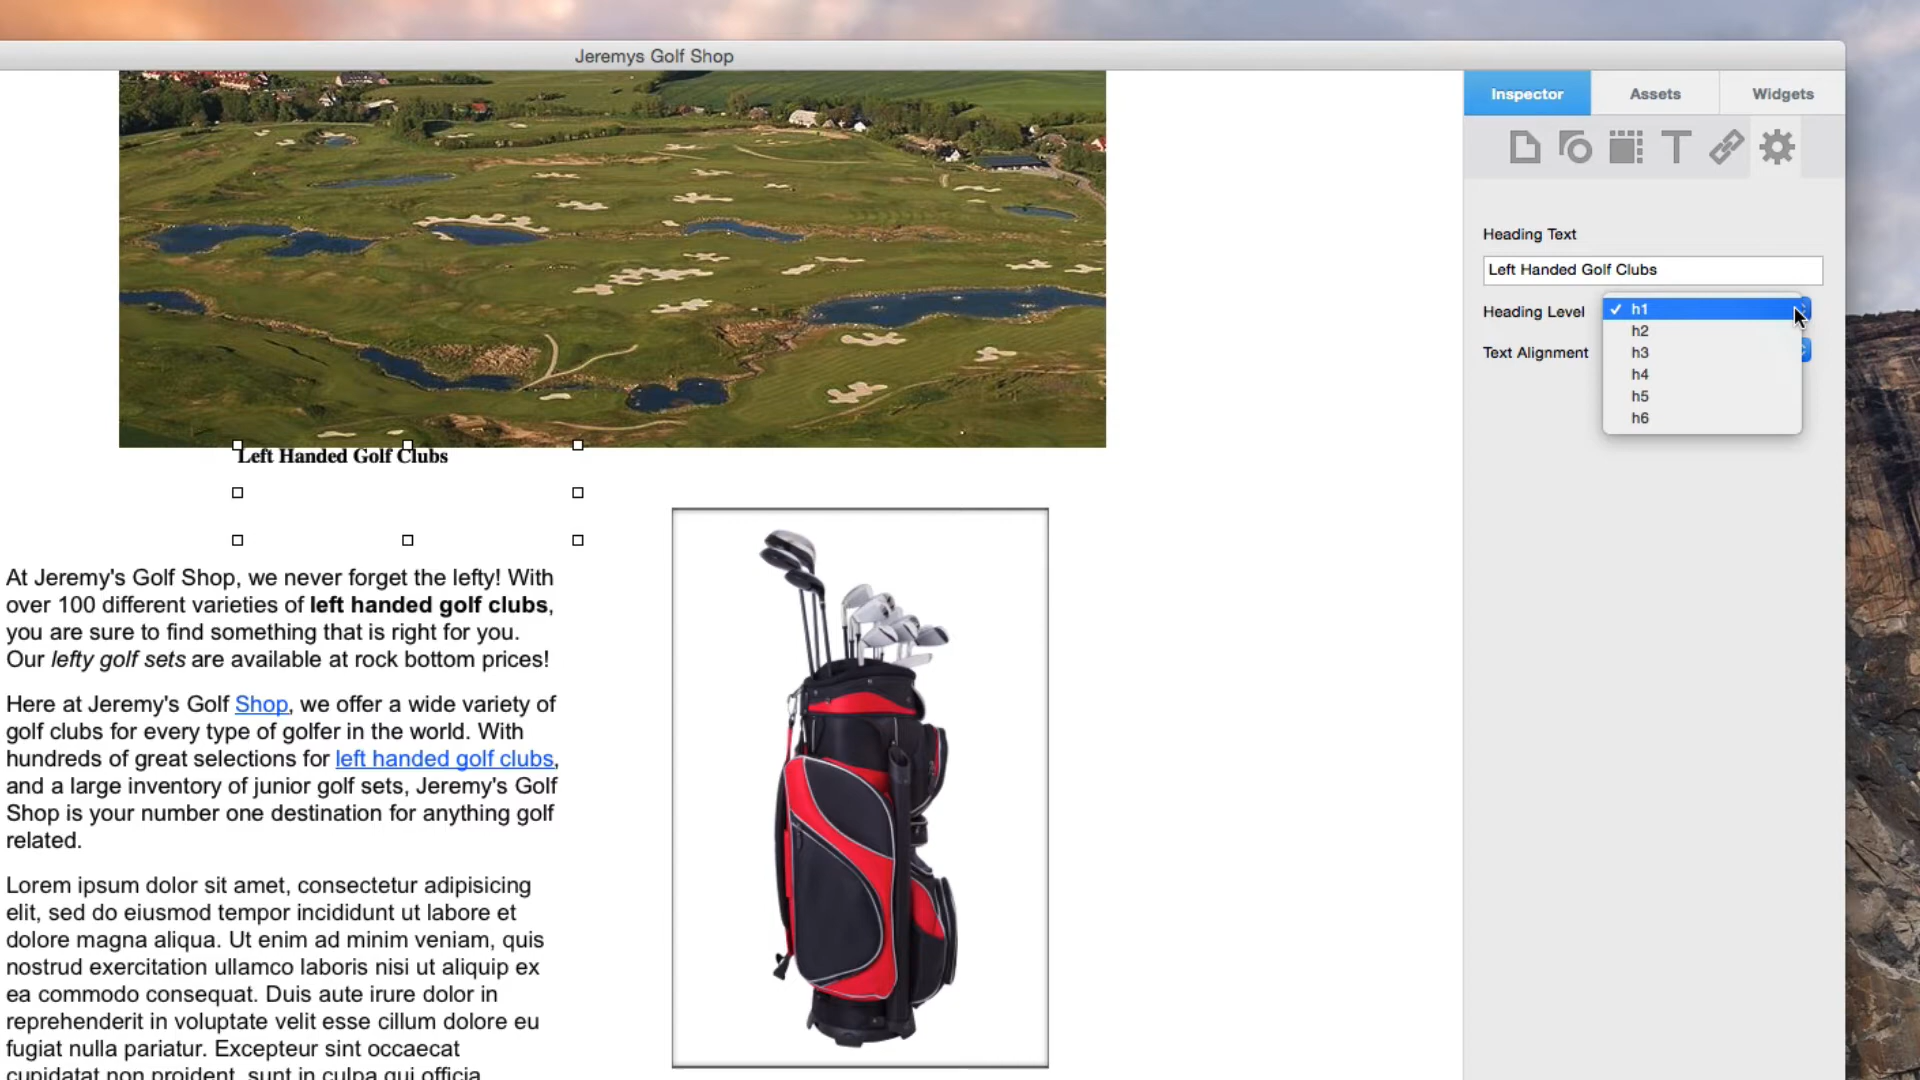 Jeremys Golf Shop
Inspector
Assets
Widgets
Heading Text
Left Handed Golf Clubs
Heading Level
✓ h1
h2
h3
h4
h5
h6
Text Alignment
Left Handed Golf Clubs
At Jeremy's Golf Shop, we never forget the lefty! With
over 100 different varieties of left handed golf clubs,
you are sure to find something that is right for you.
Our lefty golf sets are available at rock bottom prices!
Here at Jeremy's Golf Shop, we offer a wide variety of
golf clubs for every type of golfer in the world. With
hundreds of great selections for left handed golf clubs,
and a large inventory of junior golf sets, Jeremy's Golf
Shop is your number one destination for anything golf
related.
Lorem ipsum dolor sit amet, consectetur adipisicing
elit, sed do eiusmod tempor incididunt ut labore et
dolore magna aliqua. Ut enim ad minim veniam, quis
nostrud exercitation ullamco laboris nisi ut aliquip ex
ea commodo consequat. Duis aute irure dolor in
reprehenderit in voluptate velit esse cillum dolore eu
fugiat nulla pariatur. Excepteur sint occaecat
cupidatat non proident, sunt in culpa qui officia